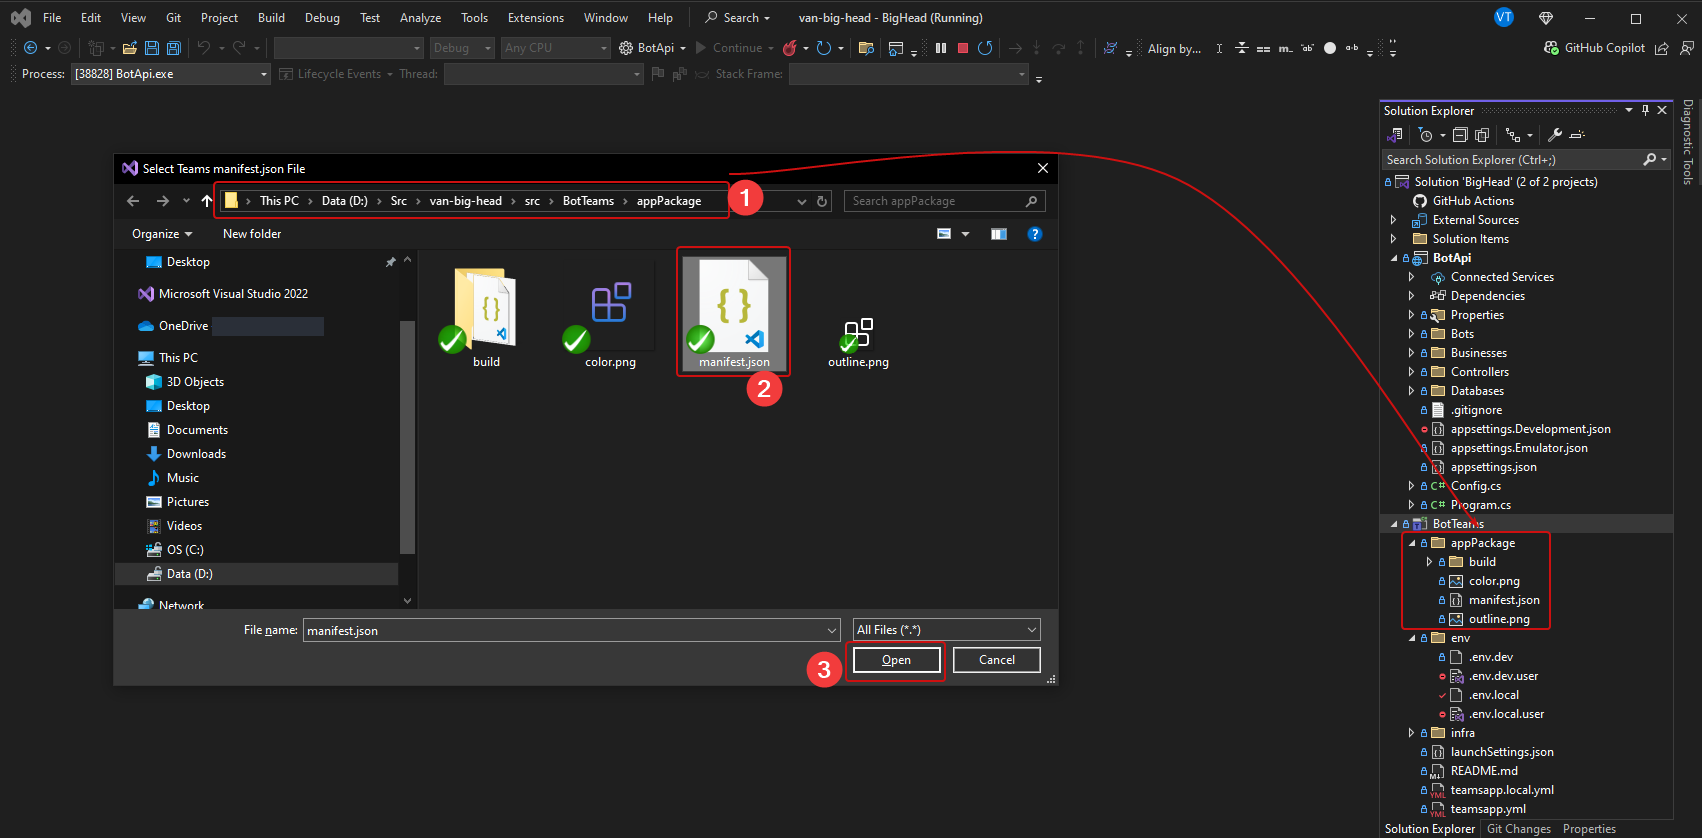 File Edit View Git Project Build Debug Test Analyze Tools Extensions Window Help Search van-big-head - BigHead (Running) VT
Debug Any CPU BotApi Continue Align by... GitHub Copilot
Process: [38828] BotApi.exe Lifecycle Events Thread: Stack Frame:
Select Teams manifest.json File
This PC Data (D:) Src van-big-head src BotTeams appPackage 1 Search appPackage
Organize New folder
Desktop
Microsoft Visual Studio 2022
OneDrive
This PC
3D Objects
Desktop
Documents
Downloads
Music
Pictures
Videos
OS (C:)
Data (D:)
Network
build
color.png
manifest.json
outline.png
2
File name: manifest.json All Files (*.*)
3 Open Cancel
Solution Explorer
Search Solution Explorer (Ctrl+;)
Solution 'BigHead' (2 of 2 projects)
GitHub Actions
External Sources
Solution Items
BotApi
Connected Services
Dependencies
Properties
Bots
Businesses
Controllers
Databases
.gitignore
appsettings.Development.json
appsettings.Emulator.json
appsettings.json
C# Config.cs
C# Program.cs
BotTeams
appPackage
build
color.png
manifest.json
outline.png
env
.env.dev
.env.dev.user
.env.local
.env.local.user
infra
launchSettings.json
README.md
YML teamsapp.local.yml
YML teamsapp.yml
Solution Explorer Git Changes Properties
Diagnostic Tools